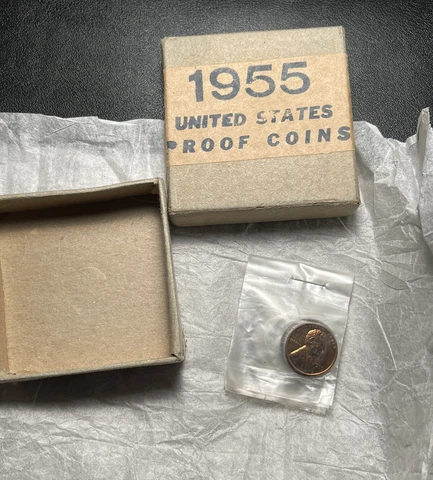 1955
UNITED STATES
PROOF COINS